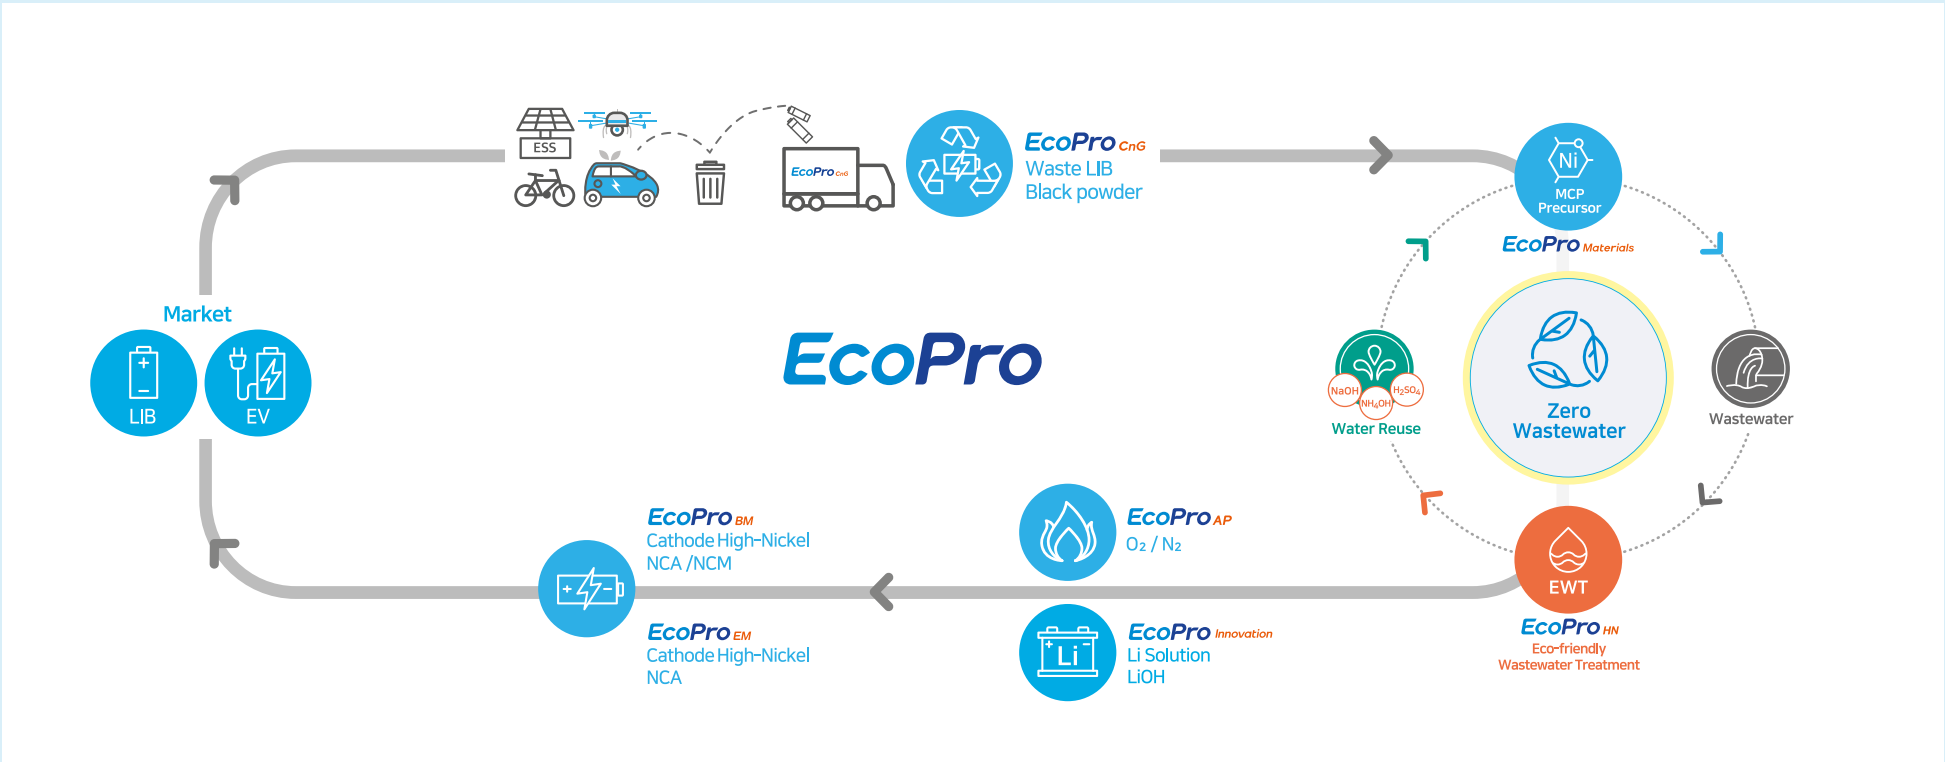 ESS
EcoPro CnG
EcoPro CnG
Waste LIB
Black powder
Ni
MCP
Precursor
EcoPro Materials
Market
+
−
LIB
EV
EcoPro
NaOH
NH₄OH
H₂SO₄
Water Reuse
Zero
Wastewater
Wastewater
EcoPro BM
Cathode High-Nickel
NCA /NCM
+ −
EcoPro EM
Cathode High-Nickel
NCA
EcoPro AP
O₂ / N₂
+ −
Li
EcoPro Innovation
Li Solution
LiOH
EWT
EcoPro HN
Eco-friendly
Wastewater Treatment